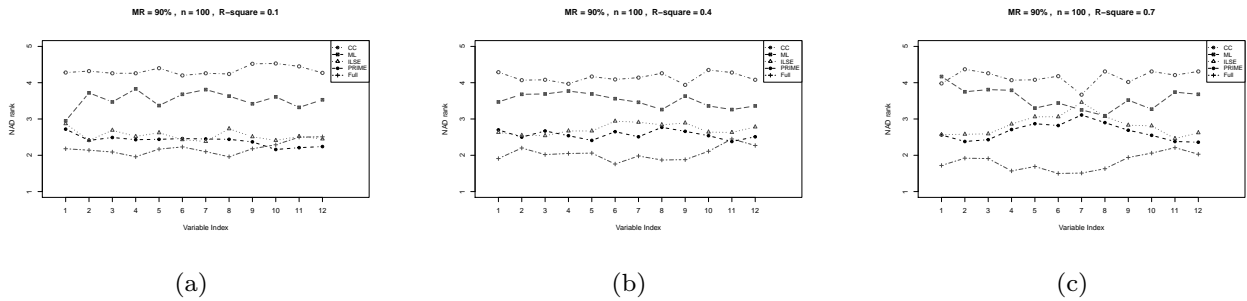 MR = 90% , n = 100 , R−square = 0.1
NAD rank
5
4
3
2
1
CC
ML
ILSE
PRIME
Full
1 2 3 4 5 6 7 8 9 10 11 12
Variable Index
(a)
MR = 90% , n = 100 , R−square = 0.4
NAD rank
5
4
3
2
1
CC
ML
ILSE
PRIME
Full
1 2 3 4 5 6 7 8 9 10 11 12
Variable Index
(b)
MR = 90% , n = 100 , R−square = 0.7
NAD rank
5
4
3
2
1
CC
ML
ILSE
PRIME
Full
1 2 3 4 5 6 7 8 9 10 11 12
Variable Index
(c)